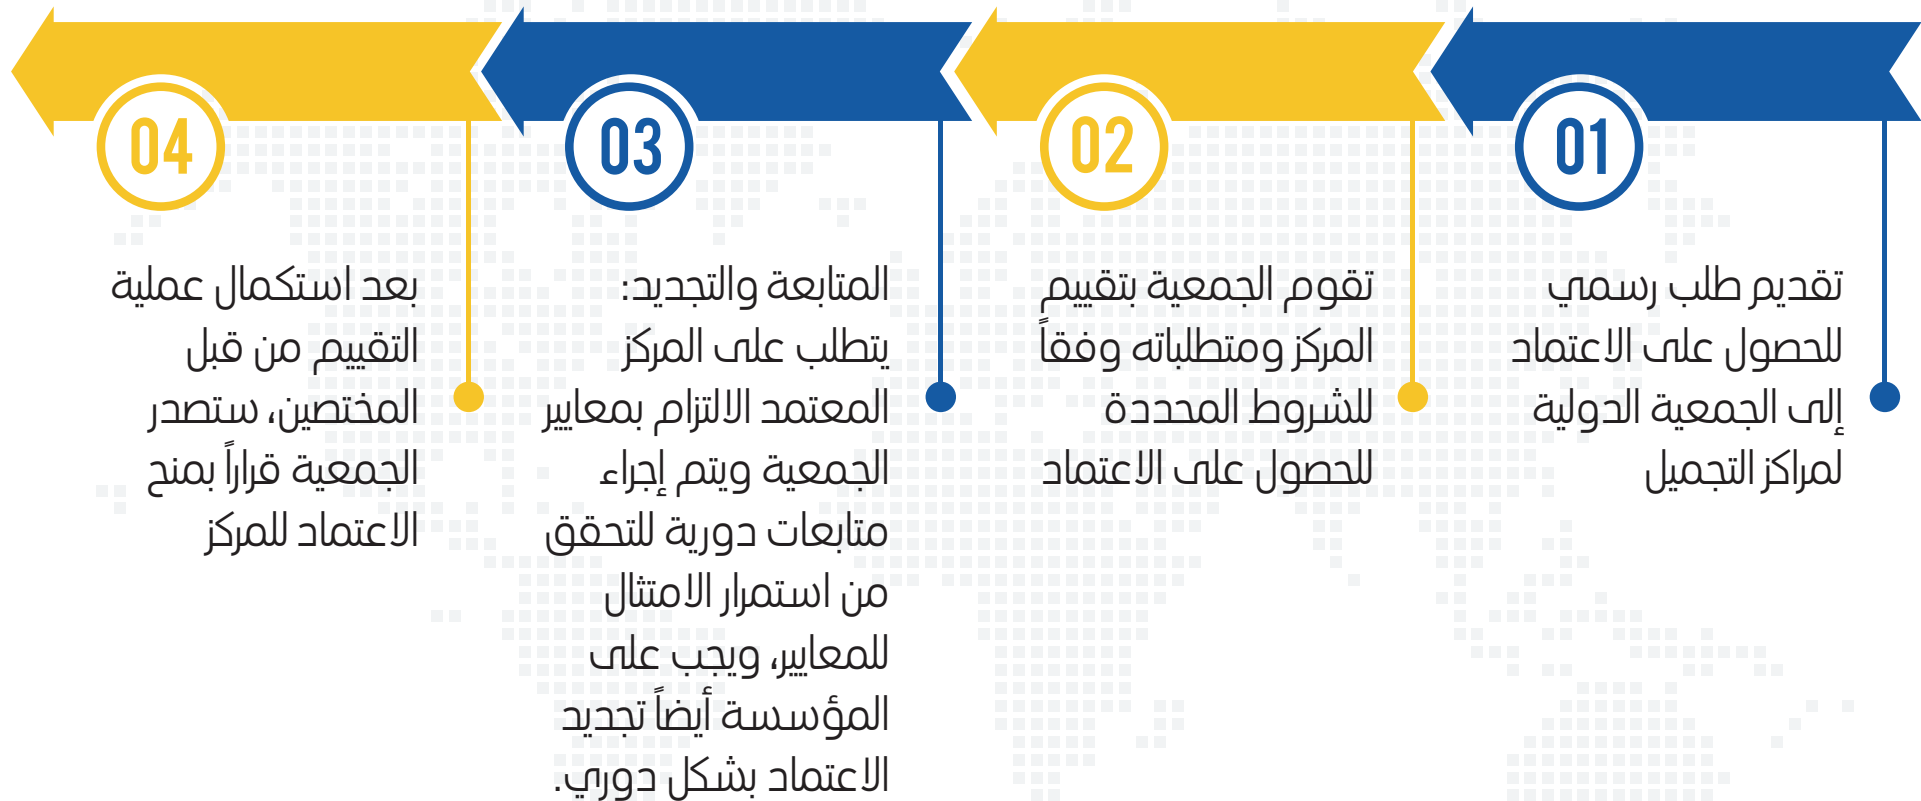 01
تقديم طلب رسمي
للحصول على الاعتماد
إلى الجمعية الدولية
لمراكز التجميل
02
تقوم الجمعية بتقييم
المركز ومتطلباته وفقاً
للشروط المحددة
للحصول على الاعتماد
03
المتابعة والتجديد:
يتطلب على المركز
المعتمد الالتزام بمعايير
الجمعية ويتم إجراء
متابعات دورية للتحقق
من استمرار الامتثال
للمعايير، ويجب على
المؤسسة أيضاً تجديد
الاعتماد بشكل دوري.
04
بعد استكمال عملية
التقييم من قبل
المختصين، ستصدر
الجمعية قراراً بمنح
الاعتماد للمركز